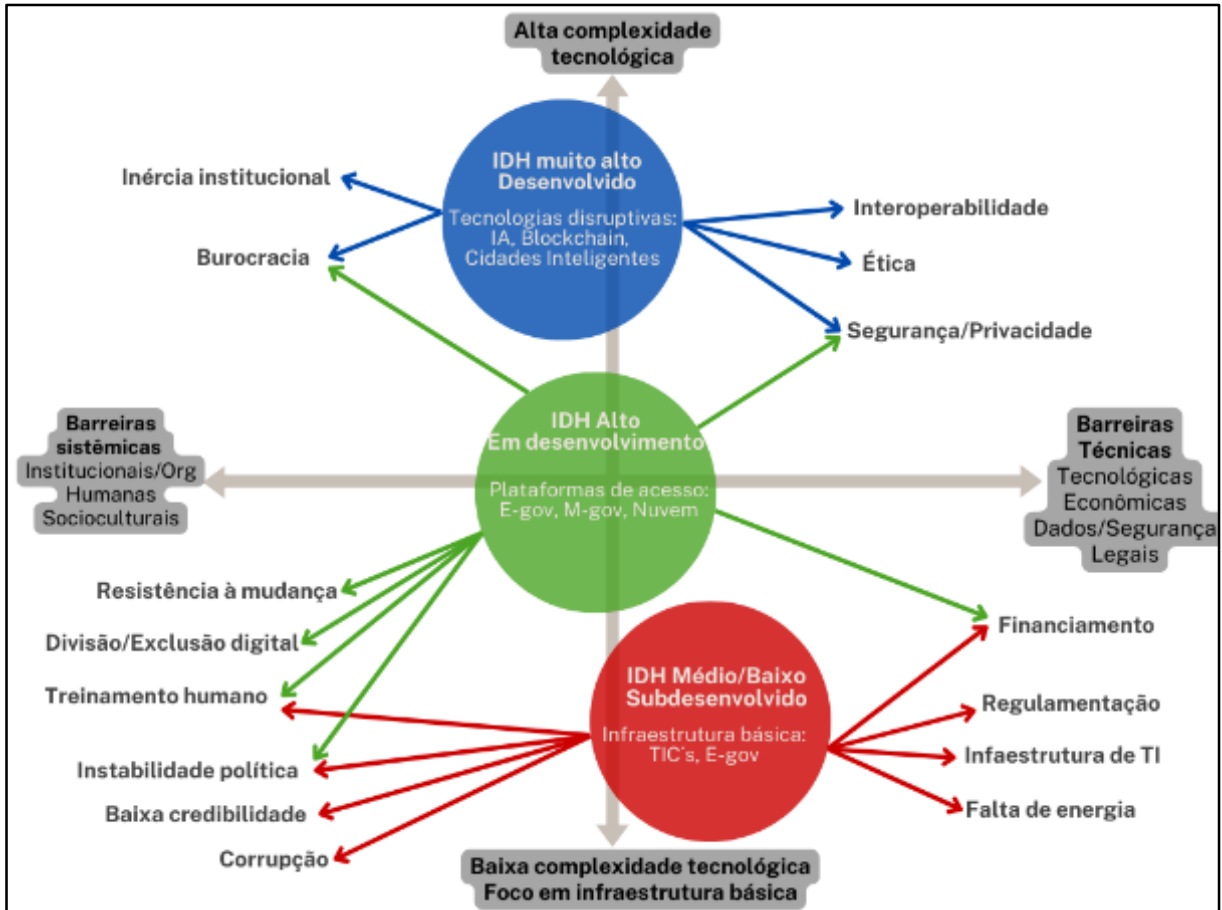 Alta complexidade
tecnológica
IDH muito alto
Desenvolvido
Tecnologias disruptivas:
IA, Blockchain,
Cidades Inteligentes
Inércia institucional
Burocracia
Interoperabilidade
Ética
Segurança/Privacidade
Barreiras
sistêmicas
Institucionais/Org
Humanas
Socioculturais
IDH Alto
Em desenvolvimento
Plataformas de acesso:
E-gov, M-gov, Nuvem
Barreiras
Técnicas
Tecnológicas
Econômicas
Dados/Segurança
Legais
Resistência à mudança
Divisão/Exclusão digital
Treinamento humano
Instabilidade política
Baixa credibilidade
Corrupção
IDH Médio/Baixo
Subdesenvolvido
Infraestrutura básica:
TIC´s, E-gov
Financiamento
Regulamentação
Infaestrutura de TI
Falta de energia
Baixa complexidade tecnológica
Foco em infraestrutura básica